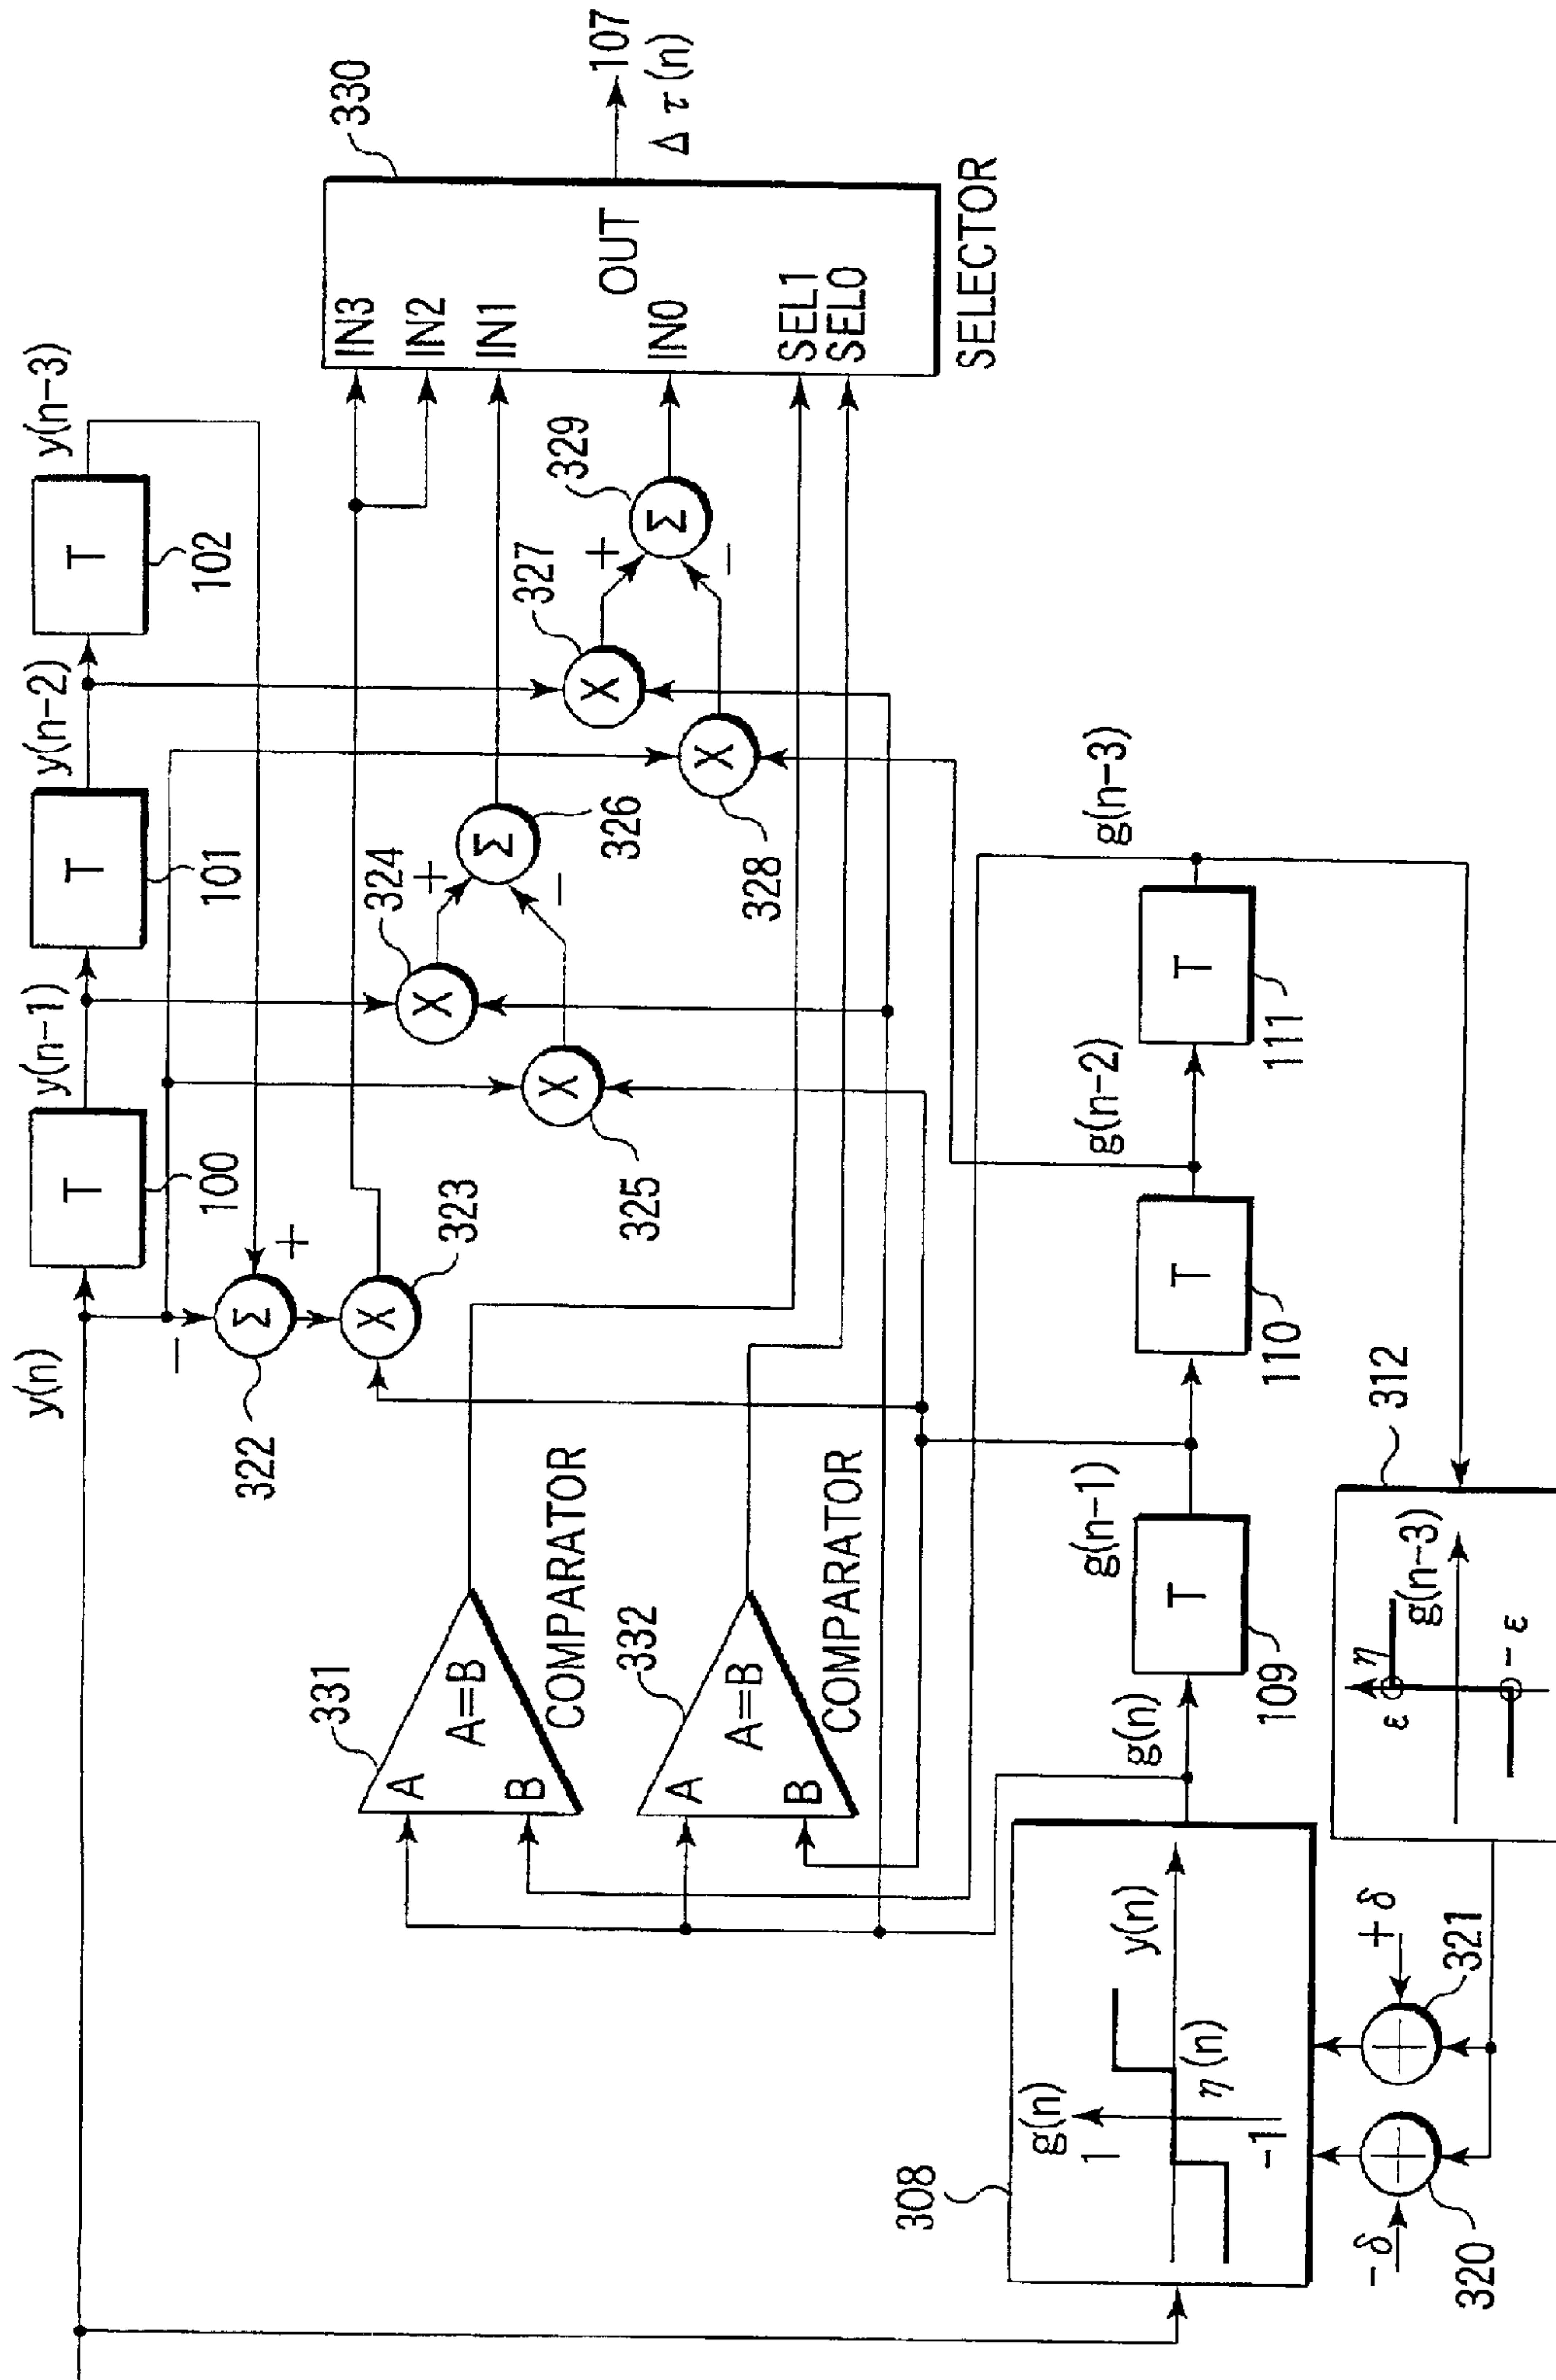 y(n)
T
100
y(n-1)
T
101
y(n-2)
T
102
y(n-3)
−
Σ
+
322
X
323
X
324
X
325
+
−
Σ
326
X
327
X
328
+
−
Σ
329
IN3
IN2
IN1
IN0
OUT
SEL1
SEL0
330
SELECTOR
107
Δτ(n)
331
A
B
A=B
COMPARATOR
332
A
B
A=B
COMPARATOR
308
g(n)
1
-1
y(n)
η(n)
g(n)
T
109
g(n-1)
T
110
g(n-2)
T
111
g(n-3)
312
ε
η
g(n-3)
-ε
-δ
+
320
+δ
+
321